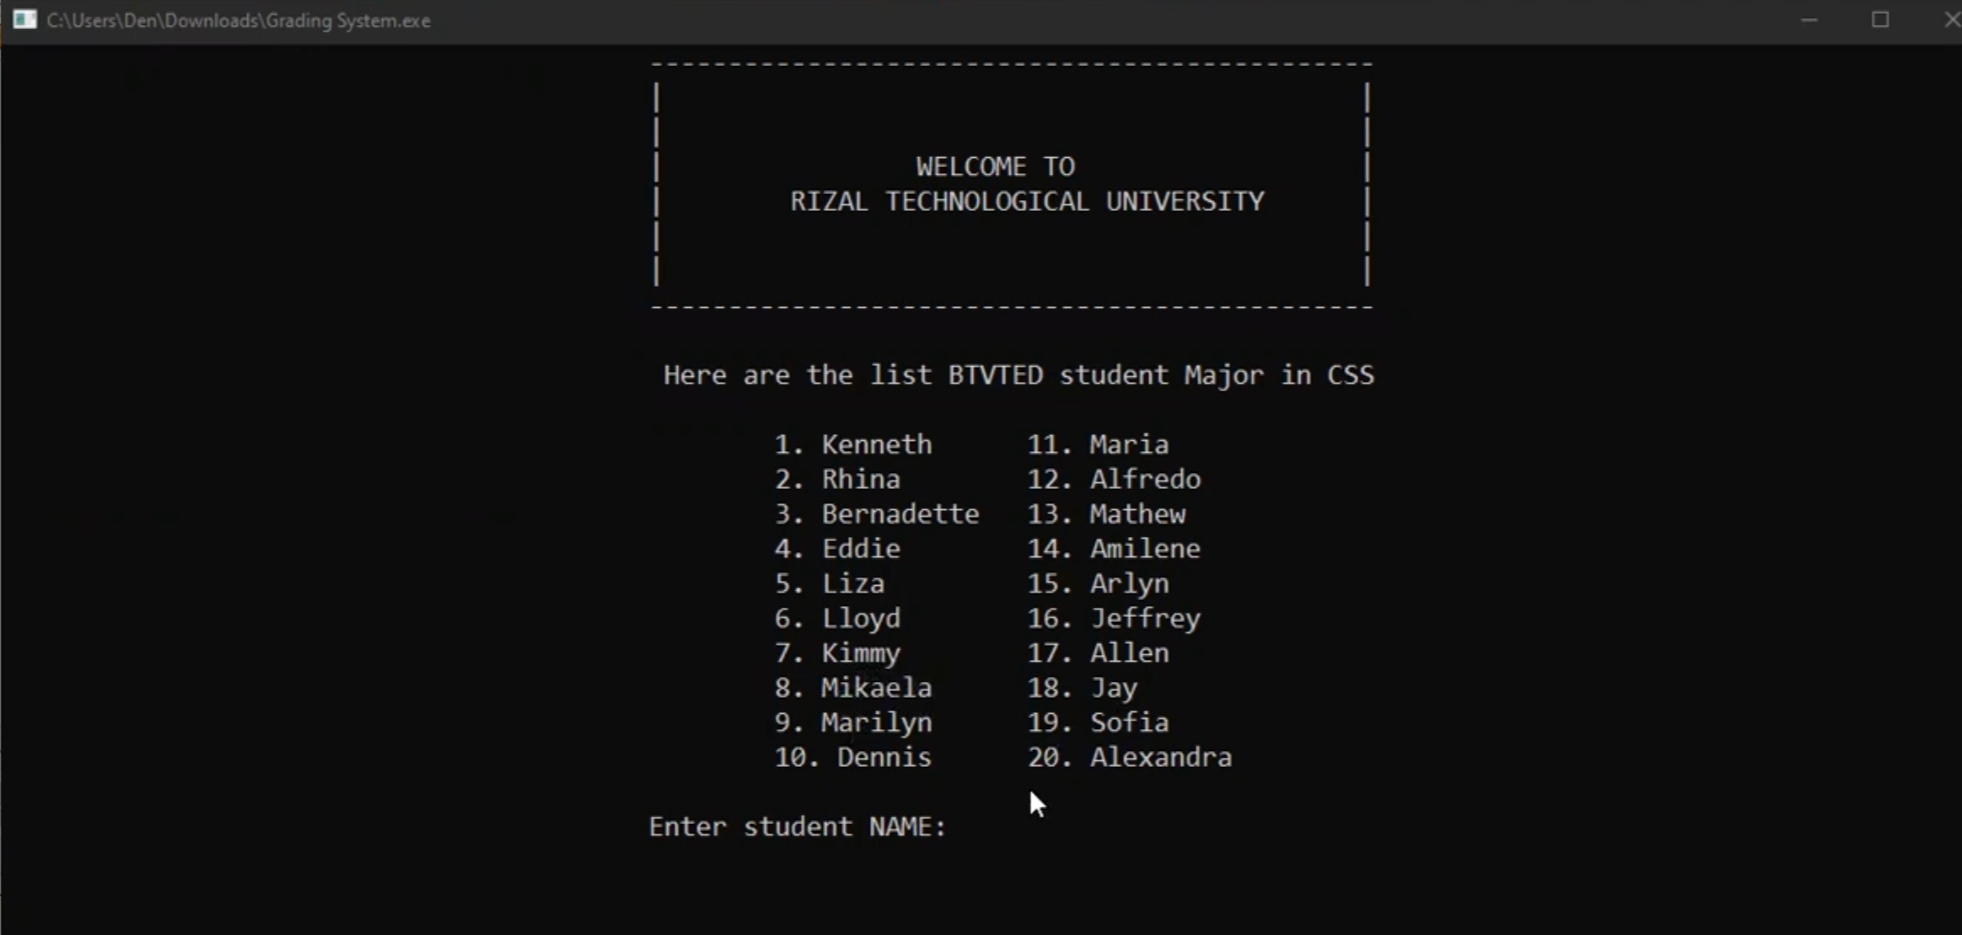 C:\Users\Den\Downloads\Grading System.exe
WELCOME TO
RIZAL TECHNOLOGICAL UNIVERSITY
Here are the list BTVTED student Major in CSS
1. Kenneth 11. Maria
2. Rhina 12. Alfredo
3. Bernadette 13. Mathew
4. Eddie 14. Amilene
5. Liza 15. Arlyn
6. Lloyd 16. Jeffrey
7. Kimmy 17. Allen
8. Mikaela 18. Jay
9. Marilyn 19. Sofia
10. Dennis 20. Alexandra
Enter student NAME: